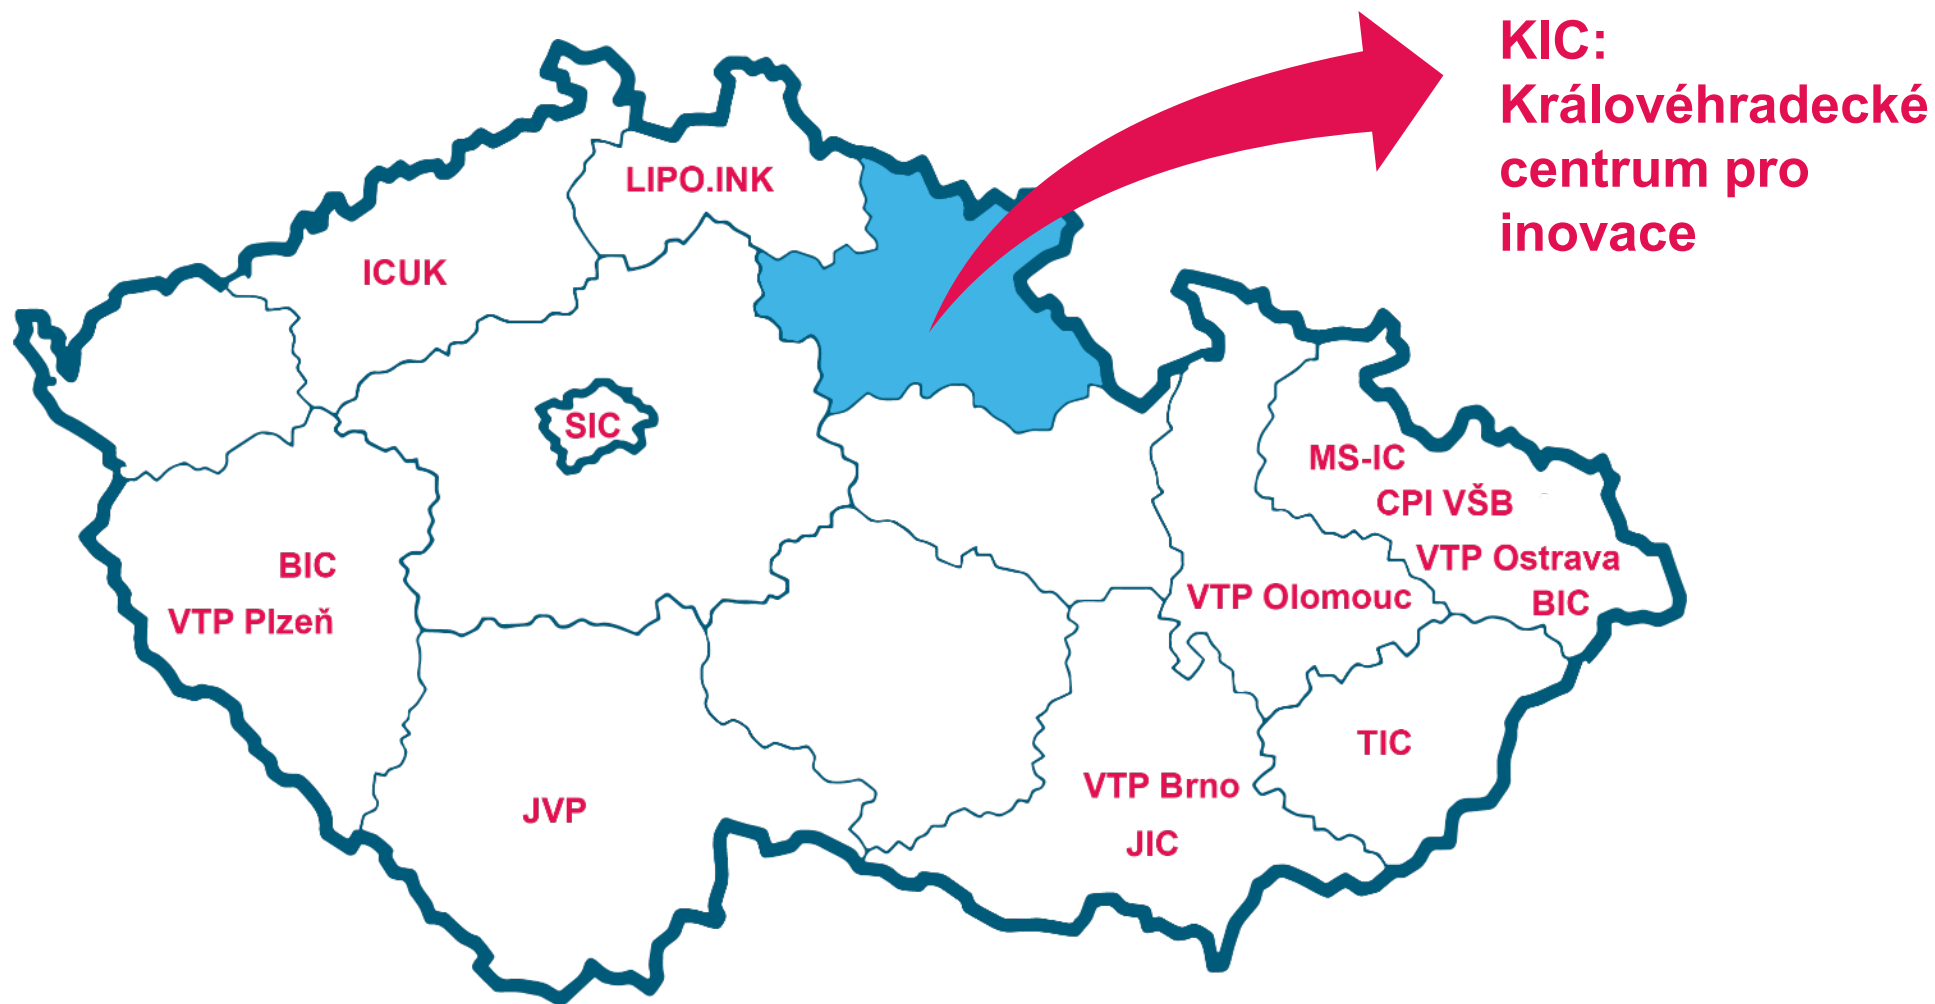 KIC:
Královéhradecké
centrum pro
inovace
LIPO.INK
ICUK
SIC
MS-IC
CPI VŠB
VTP Ostrava
BIC
BIC
VTP Plzeň
VTP Olomouc
TIC
VTP Brno
JIC
JVP